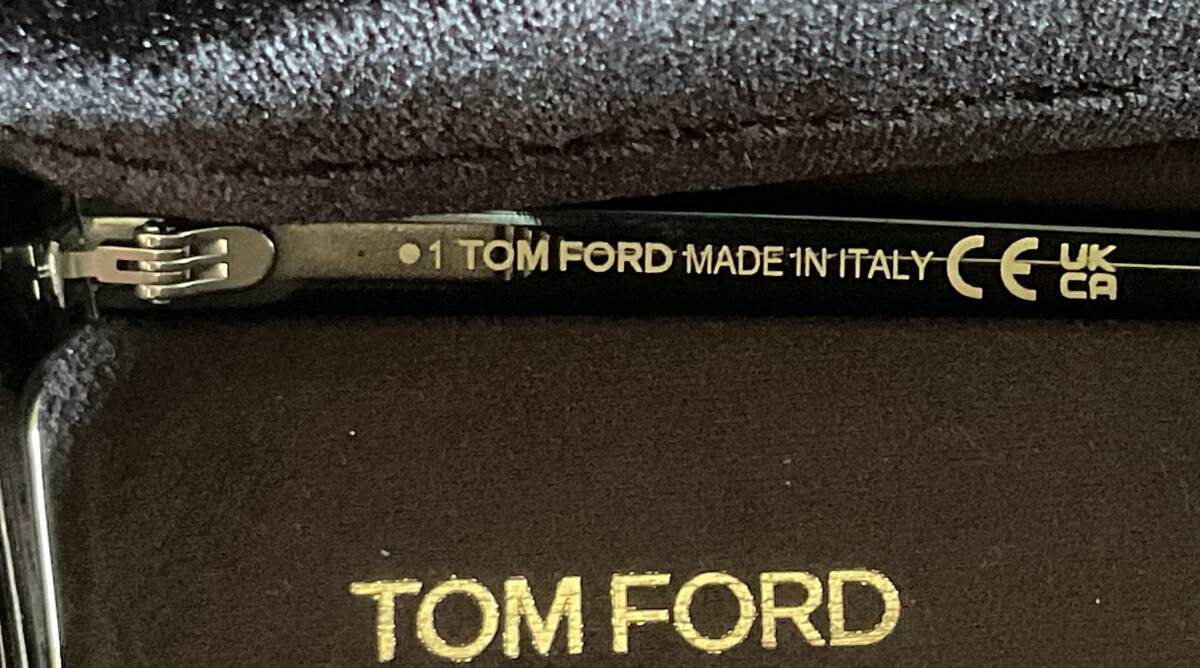 ●1 TOM FORD MADE IN ITALY CE UK
CA
TOM FORD